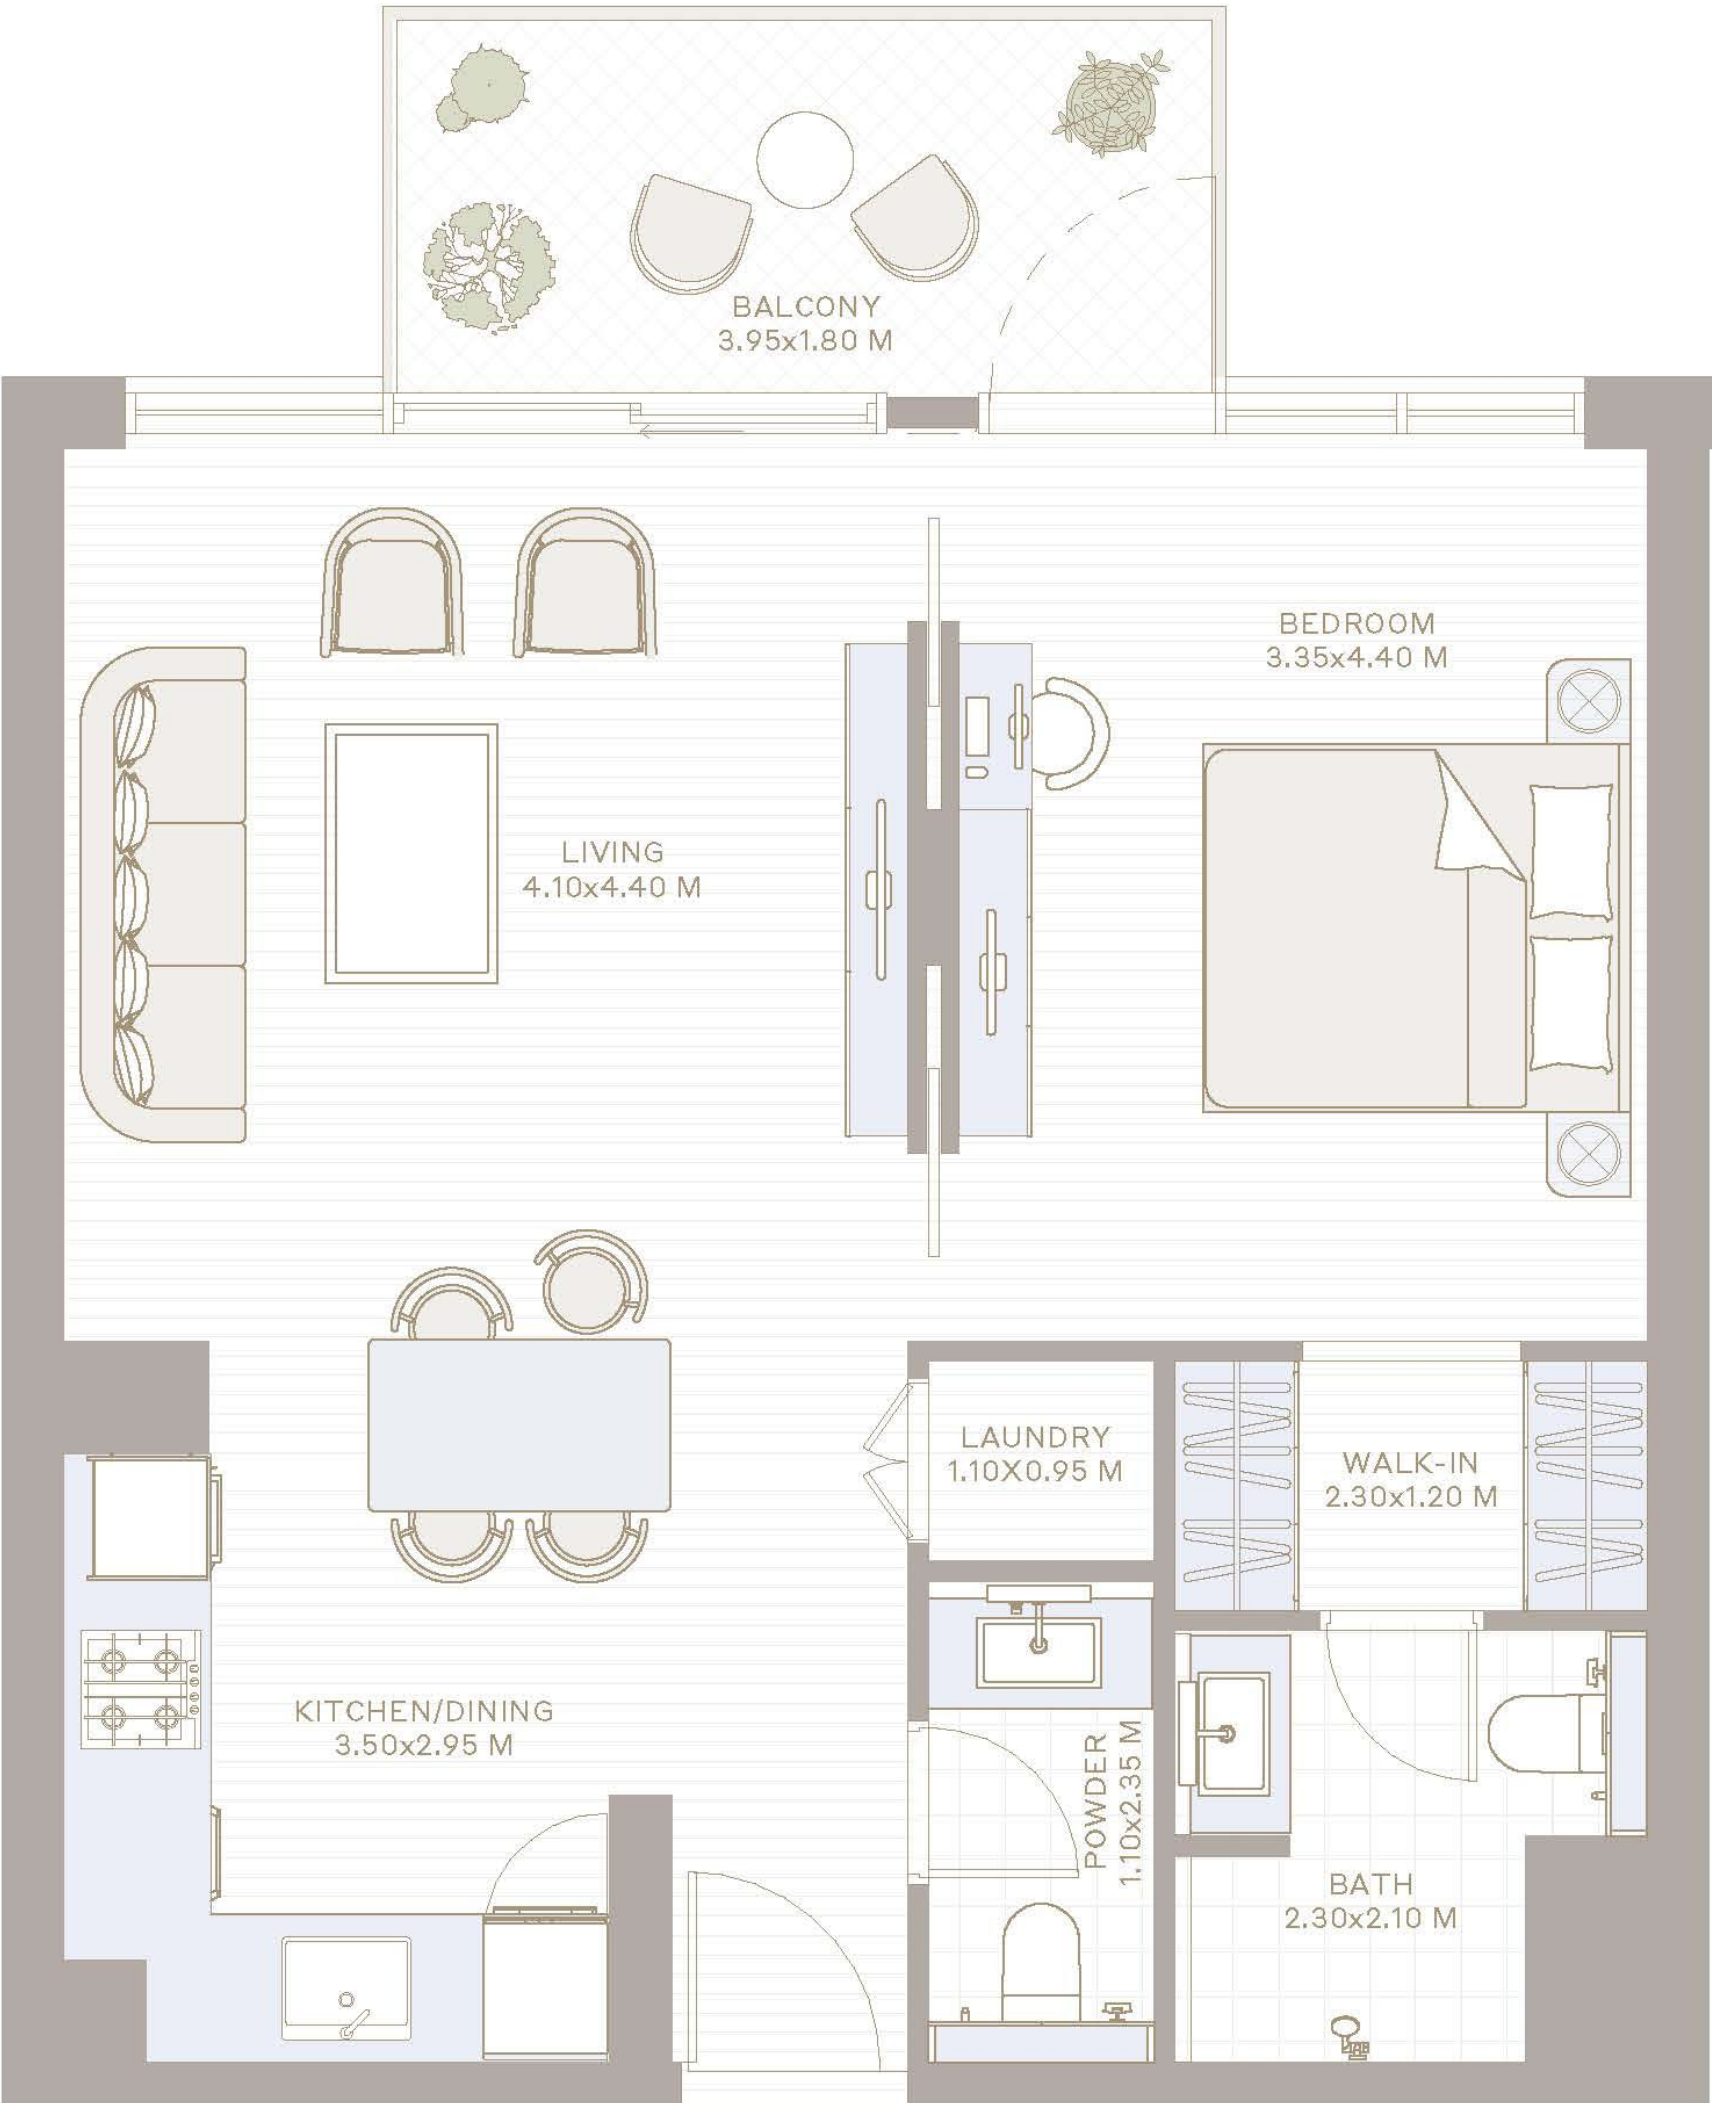 BALCONY
3.95x1.80 M
BEDROOM
3.35x4.40 M
LIVING
4.10x4.40 M
LAUNDRY
1.10X0.95 M
WALK-IN
2.30x1.20 M
KITCHEN/DINING
3.50x2.95 M
POWDER
1.10x2.35 M
BATH
2.30x2.10 M